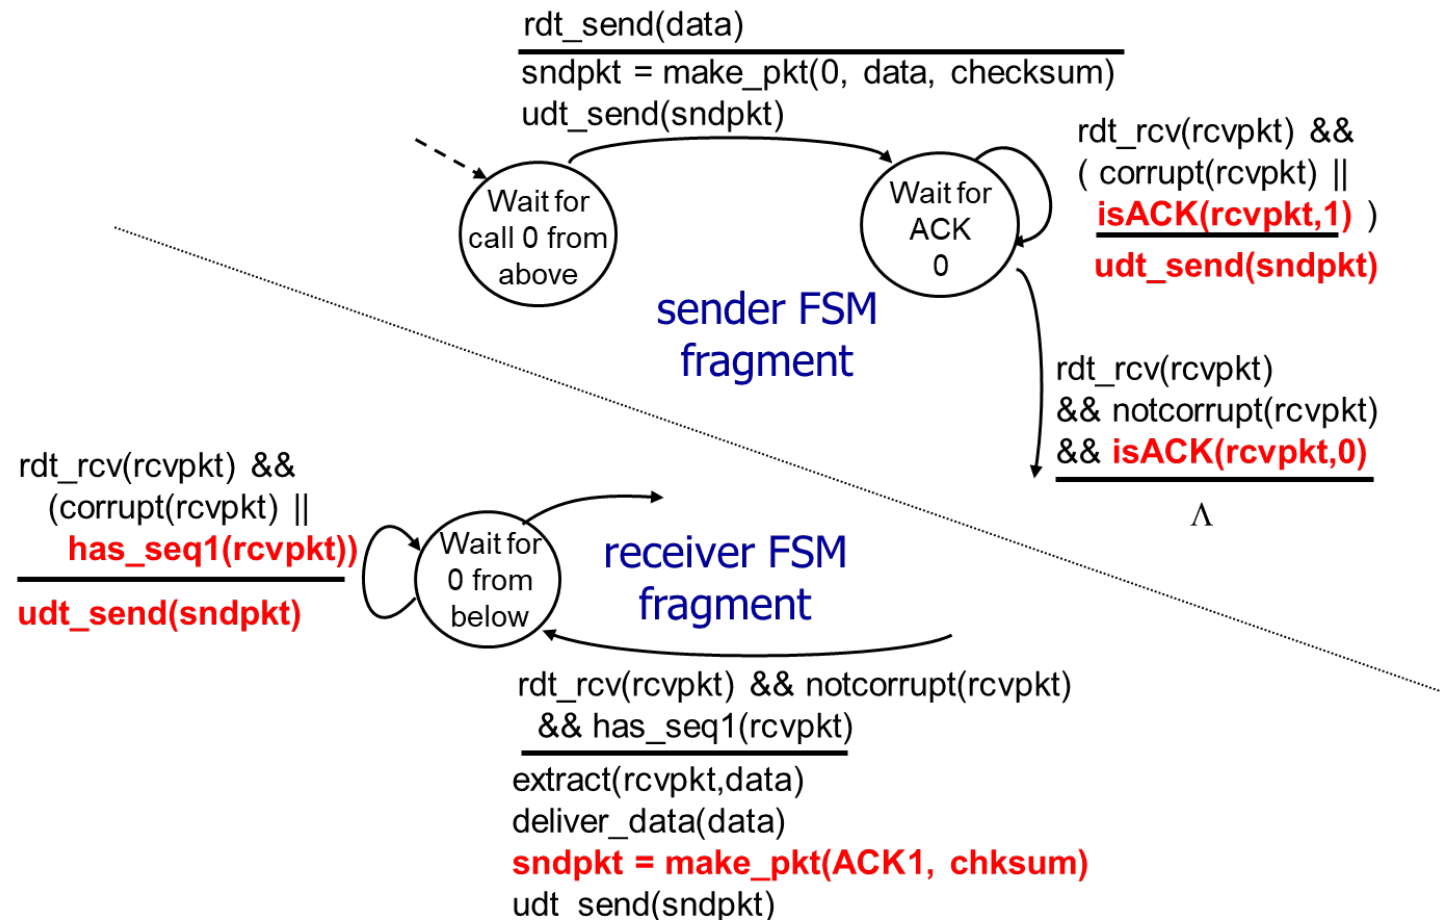 rdt_send(data)
sndpkt = make_pkt(0, data, checksum)
udt_send(sndpkt)
Wait for
call 0 from
above
Wait for
ACK
0
rdt_rcv(rcvpkt) &&
( corrupt(rcvpkt) ||
isACK(rcvpkt,1) )
udt_send(sndpkt)
sender FSM
fragment
rdt_rcv(rcvpkt)
&& notcorrupt(rcvpkt)
&& isACK(rcvpkt,0)
Λ
rdt_rcv(rcvpkt) &&
(corrupt(rcvpkt) ||
has_seq1(rcvpkt))
udt_send(sndpkt)
Wait for
0 from
below
receiver FSM
fragment
rdt_rcv(rcvpkt) && notcorrupt(rcvpkt)
&& has_seq1(rcvpkt)
extract(rcvpkt,data)
deliver_data(data)
sndpkt = make_pkt(ACK1, chksum)
udt_send(sndpkt)